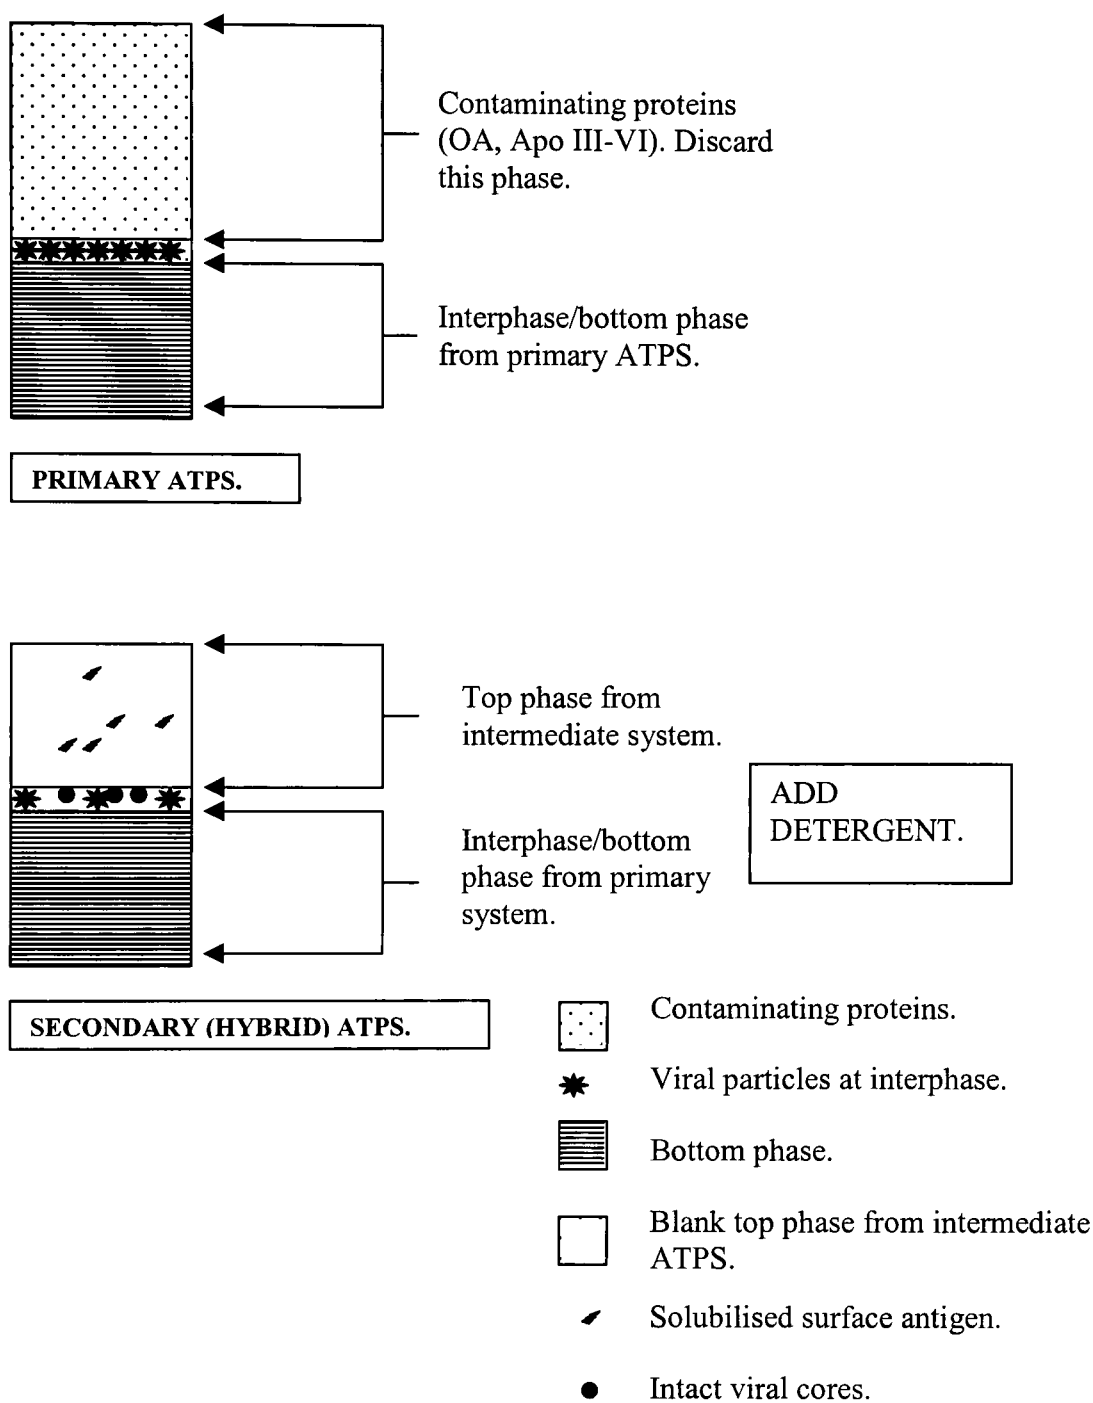 Contaminating proteins
(OA, Apo III-VI). Discard
this phase.
Interphase/bottom phase
from primary ATPS.
PRIMARY ATPS.
Top phase from
intermediate system.
ADD
DETERGENT.
Interphase/bottom
phase from primary
system.
SECONDARY (HYBRID) ATPS.
Contaminating proteins.
Viral particles at interphase.
Bottom phase.
Blank top phase from intermediate
ATPS.
Solubilised surface antigen.
Intact viral cores.